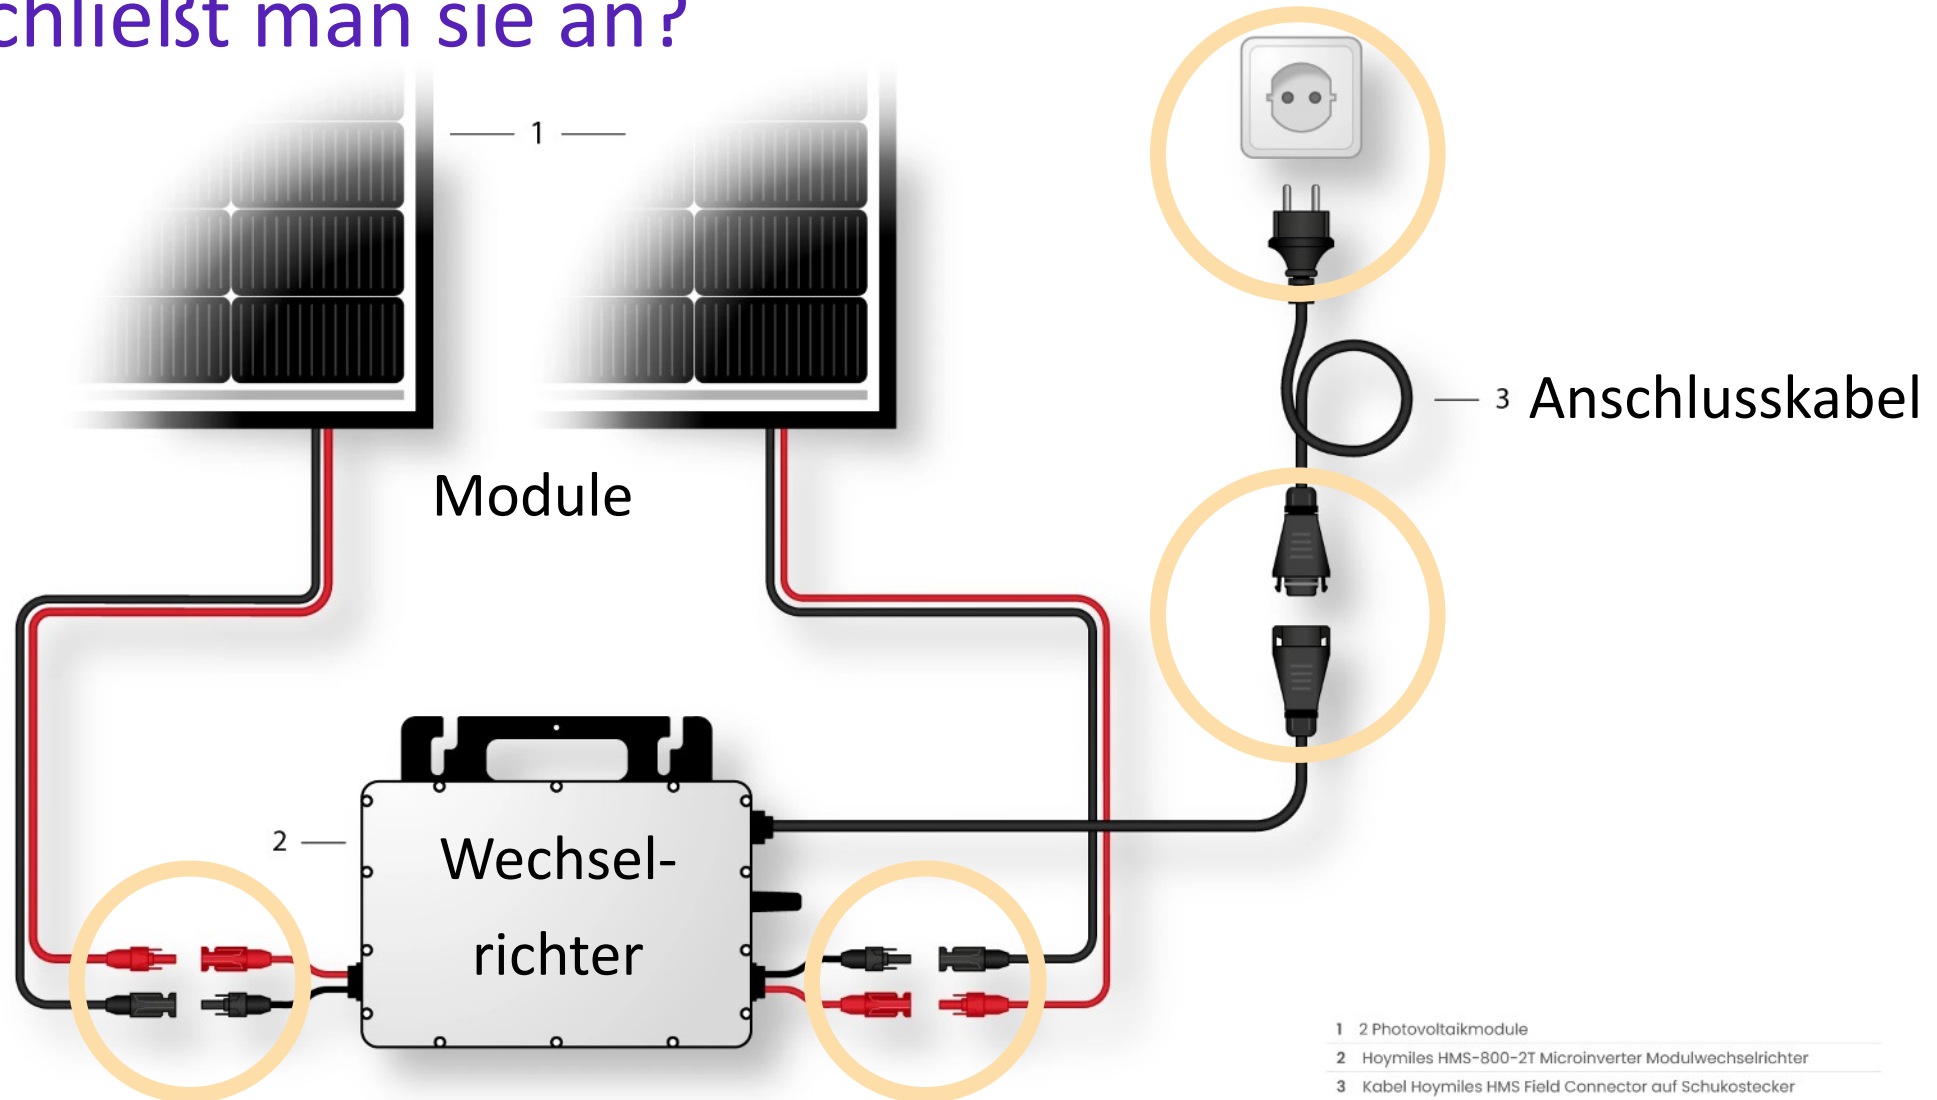 chließt man sie an?
1
3 Anschlusskabel
Module
2
Wechsel-
richter
1 2 Photovoltaikmodule
2 Hoymiles HMS-800-2T Microinverter Modulwechselrichter
3 Kabel Hoymiles HMS Field Connector auf Schukostecker